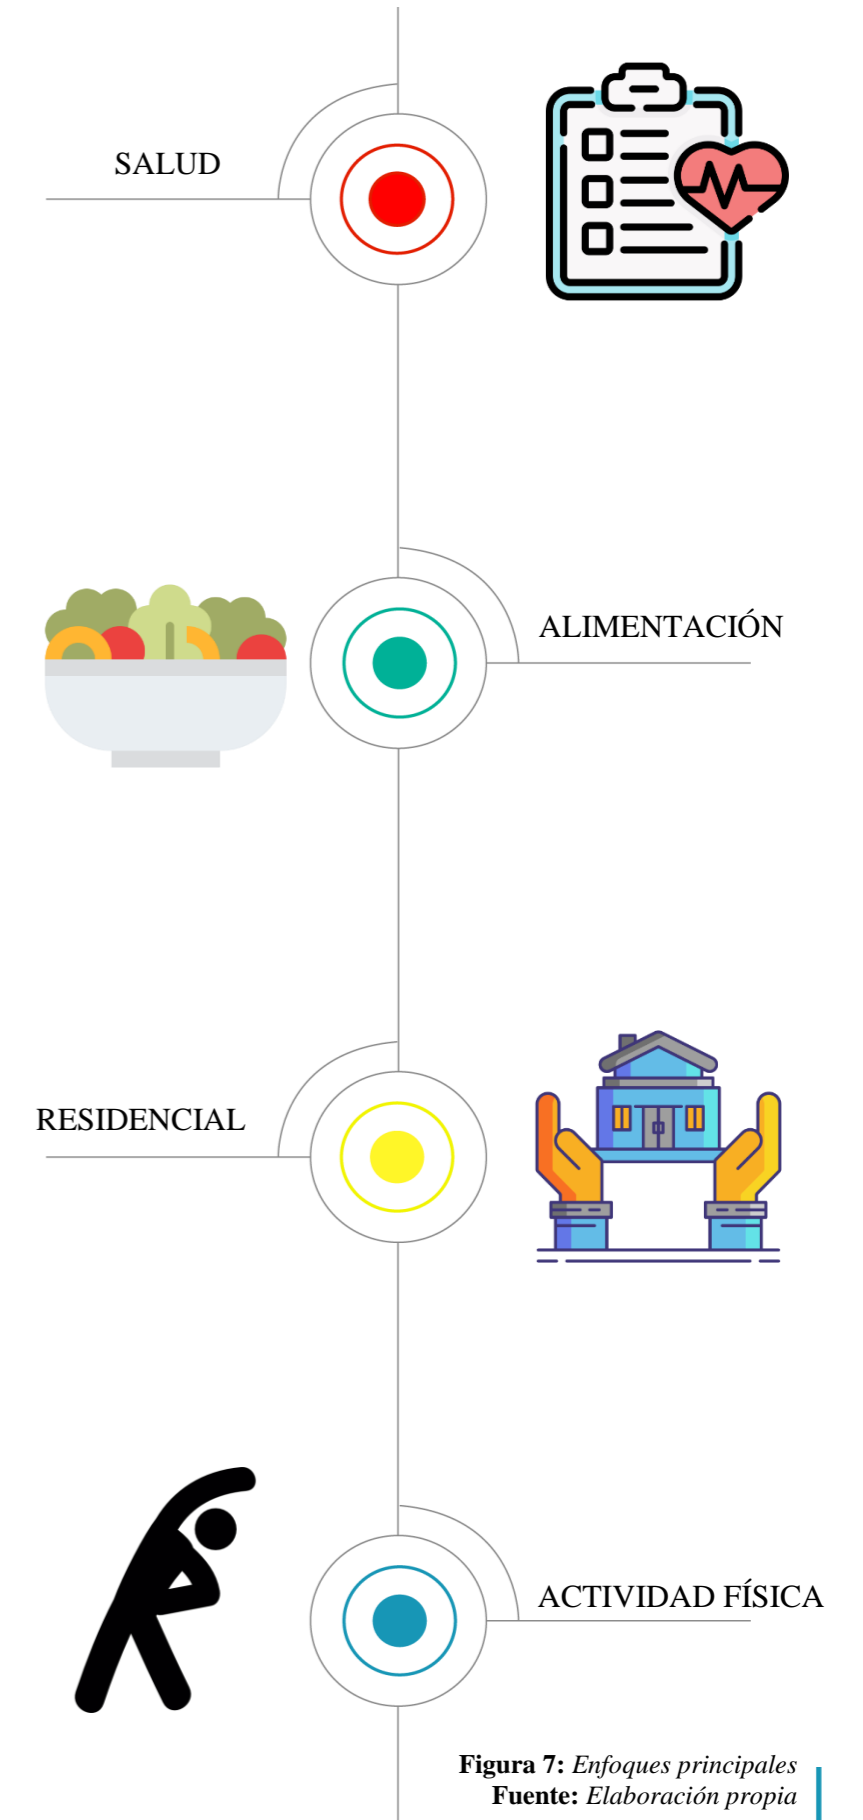 SALUD
ALIMENTACIÓN
RESIDENCIAL
ACTIVIDAD FÍSICA
Figura 7: Enfoques principales
Fuente: Elaboración propia